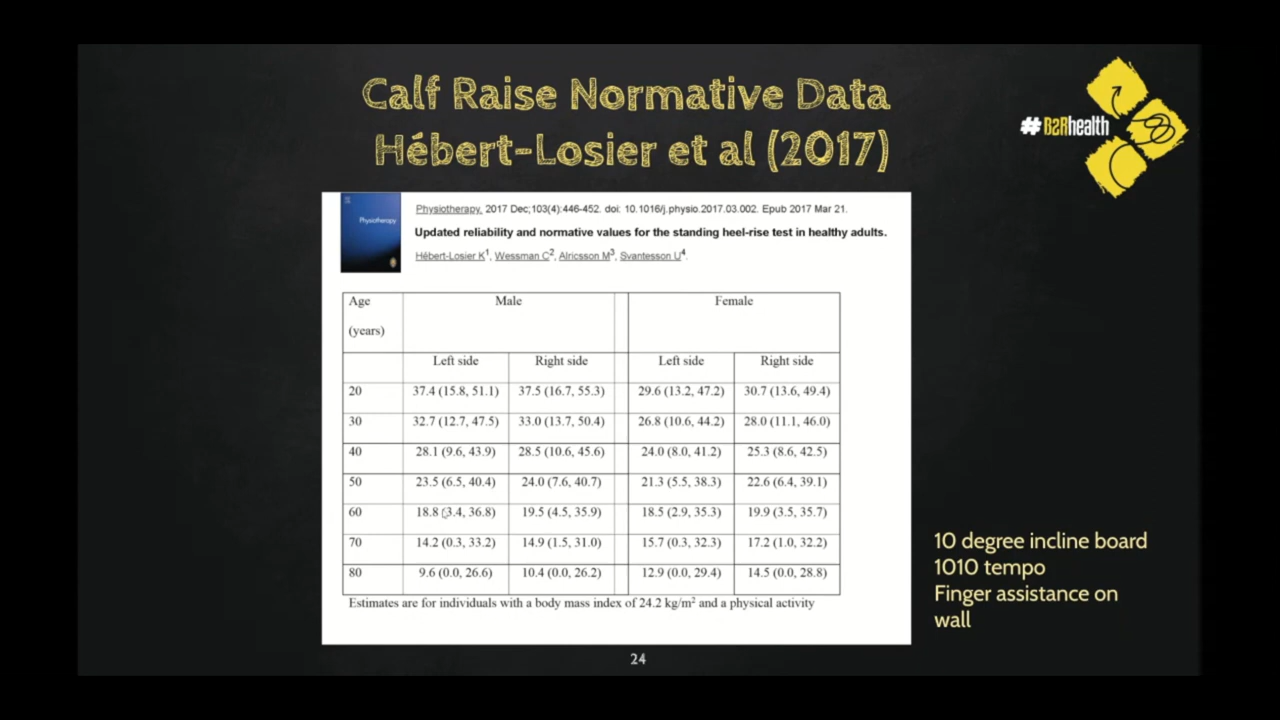 Calf Raise Normative Data
Hébert-Losier et al (2017)
#B2Rhealth
Physiotherapy
Physiotherapy. 2017 Dec;103(4):446-452. doi: 10.1016/j.physio.2017.03.002. Epub 2017 Mar 21.
Updated reliability and normative values for the standing heel-rise test in healthy adults.
Hébert-Losier K1, Wessman C2, Alricsson M3, Svantesson U4.
Age (years) Male Female
Left side Right side Left side Right side
20 37.4 (15.8, 51.1) 37.5 (16.7, 55.3) 29.6 (13.2, 47.2) 30.7 (13.6, 49.4)
30 32.7 (12.7, 47.5) 33.0 (13.7, 50.4) 26.8 (10.6, 44.2) 28.0 (11.1, 46.0)
40 28.1 (9.6, 43.9) 28.5 (10.6, 45.6) 24.0 (8.0, 41.2) 25.3 (8.6, 42.5)
50 23.5 (6.5, 40.4) 24.0 (7.6, 40.7) 21.3 (5.5, 38.3) 22.6 (6.4, 39.1)
60 18.8 (3.4, 36.8) 19.5 (4.5, 35.9) 18.5 (2.9, 35.3) 19.9 (3.5, 35.7)
70 14.2 (0.3, 33.2) 14.9 (1.5, 31.0) 15.7 (0.3, 32.3) 17.2 (1.0, 32.2)
80 9.6 (0.0, 26.6) 10.4 (0.0, 26.2) 12.9 (0.0, 29.4) 14.5 (0.0, 28.8)
Estimates are for individuals with a body mass index of 24.2 kg/m² and a physical activity
10 degree incline board
1010 tempo
Finger assistance on
wall
24